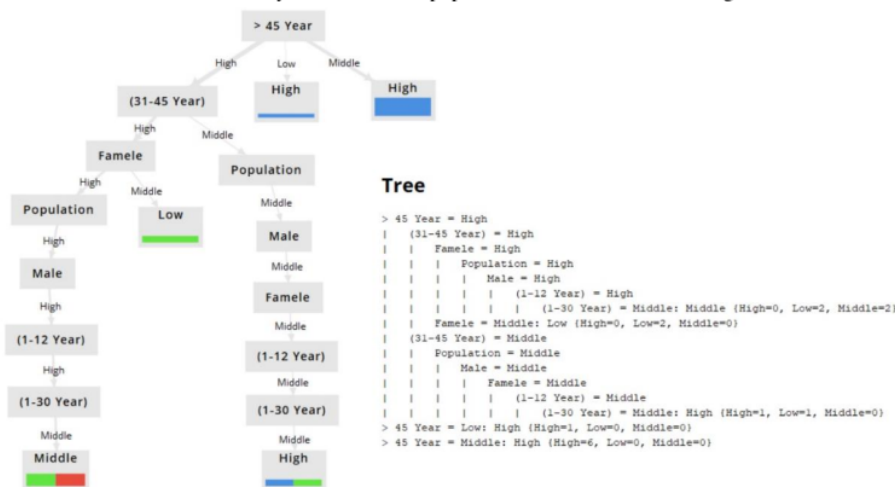 > 45 Year
High
Low
Middle
(31-45 Year)
High
High
High
Middle
Famele
Population
High
Middle
Middle
Population
Low
Male
High
Middle
Male
Famele
High
Middle
(1-12 Year)
(1-12 Year)
High
Middle
(1-30 Year)
(1-30 Year)
Middle
Middle
Middle
High
Tree
> 45 Year = High
| (31-45 Year) = High
| | Famele = High
| | | Population = High
| | | | Male = High
| | | | | (1-12 Year) = High
| | | | | | (1-30 Year) = Middle: Middle {High=0, Low=2, Middle=2}
| | Famele = Middle: Low {High=0, Low=2, Middle=0}
| (31-45 Year) = Middle
| | Population = Middle
| | | Male = Middle
| | | | Famele = Middle
| | | | | (1-12 Year) = Middle
| | | | | | (1-30 Year) = Middle: High {High=1, Low=1, Middle=0}
> 45 Year = Low: High {High=1, Low=0, Middle=0}
> 45 Year = Middle: High {High=6, Low=0, Middle=0}